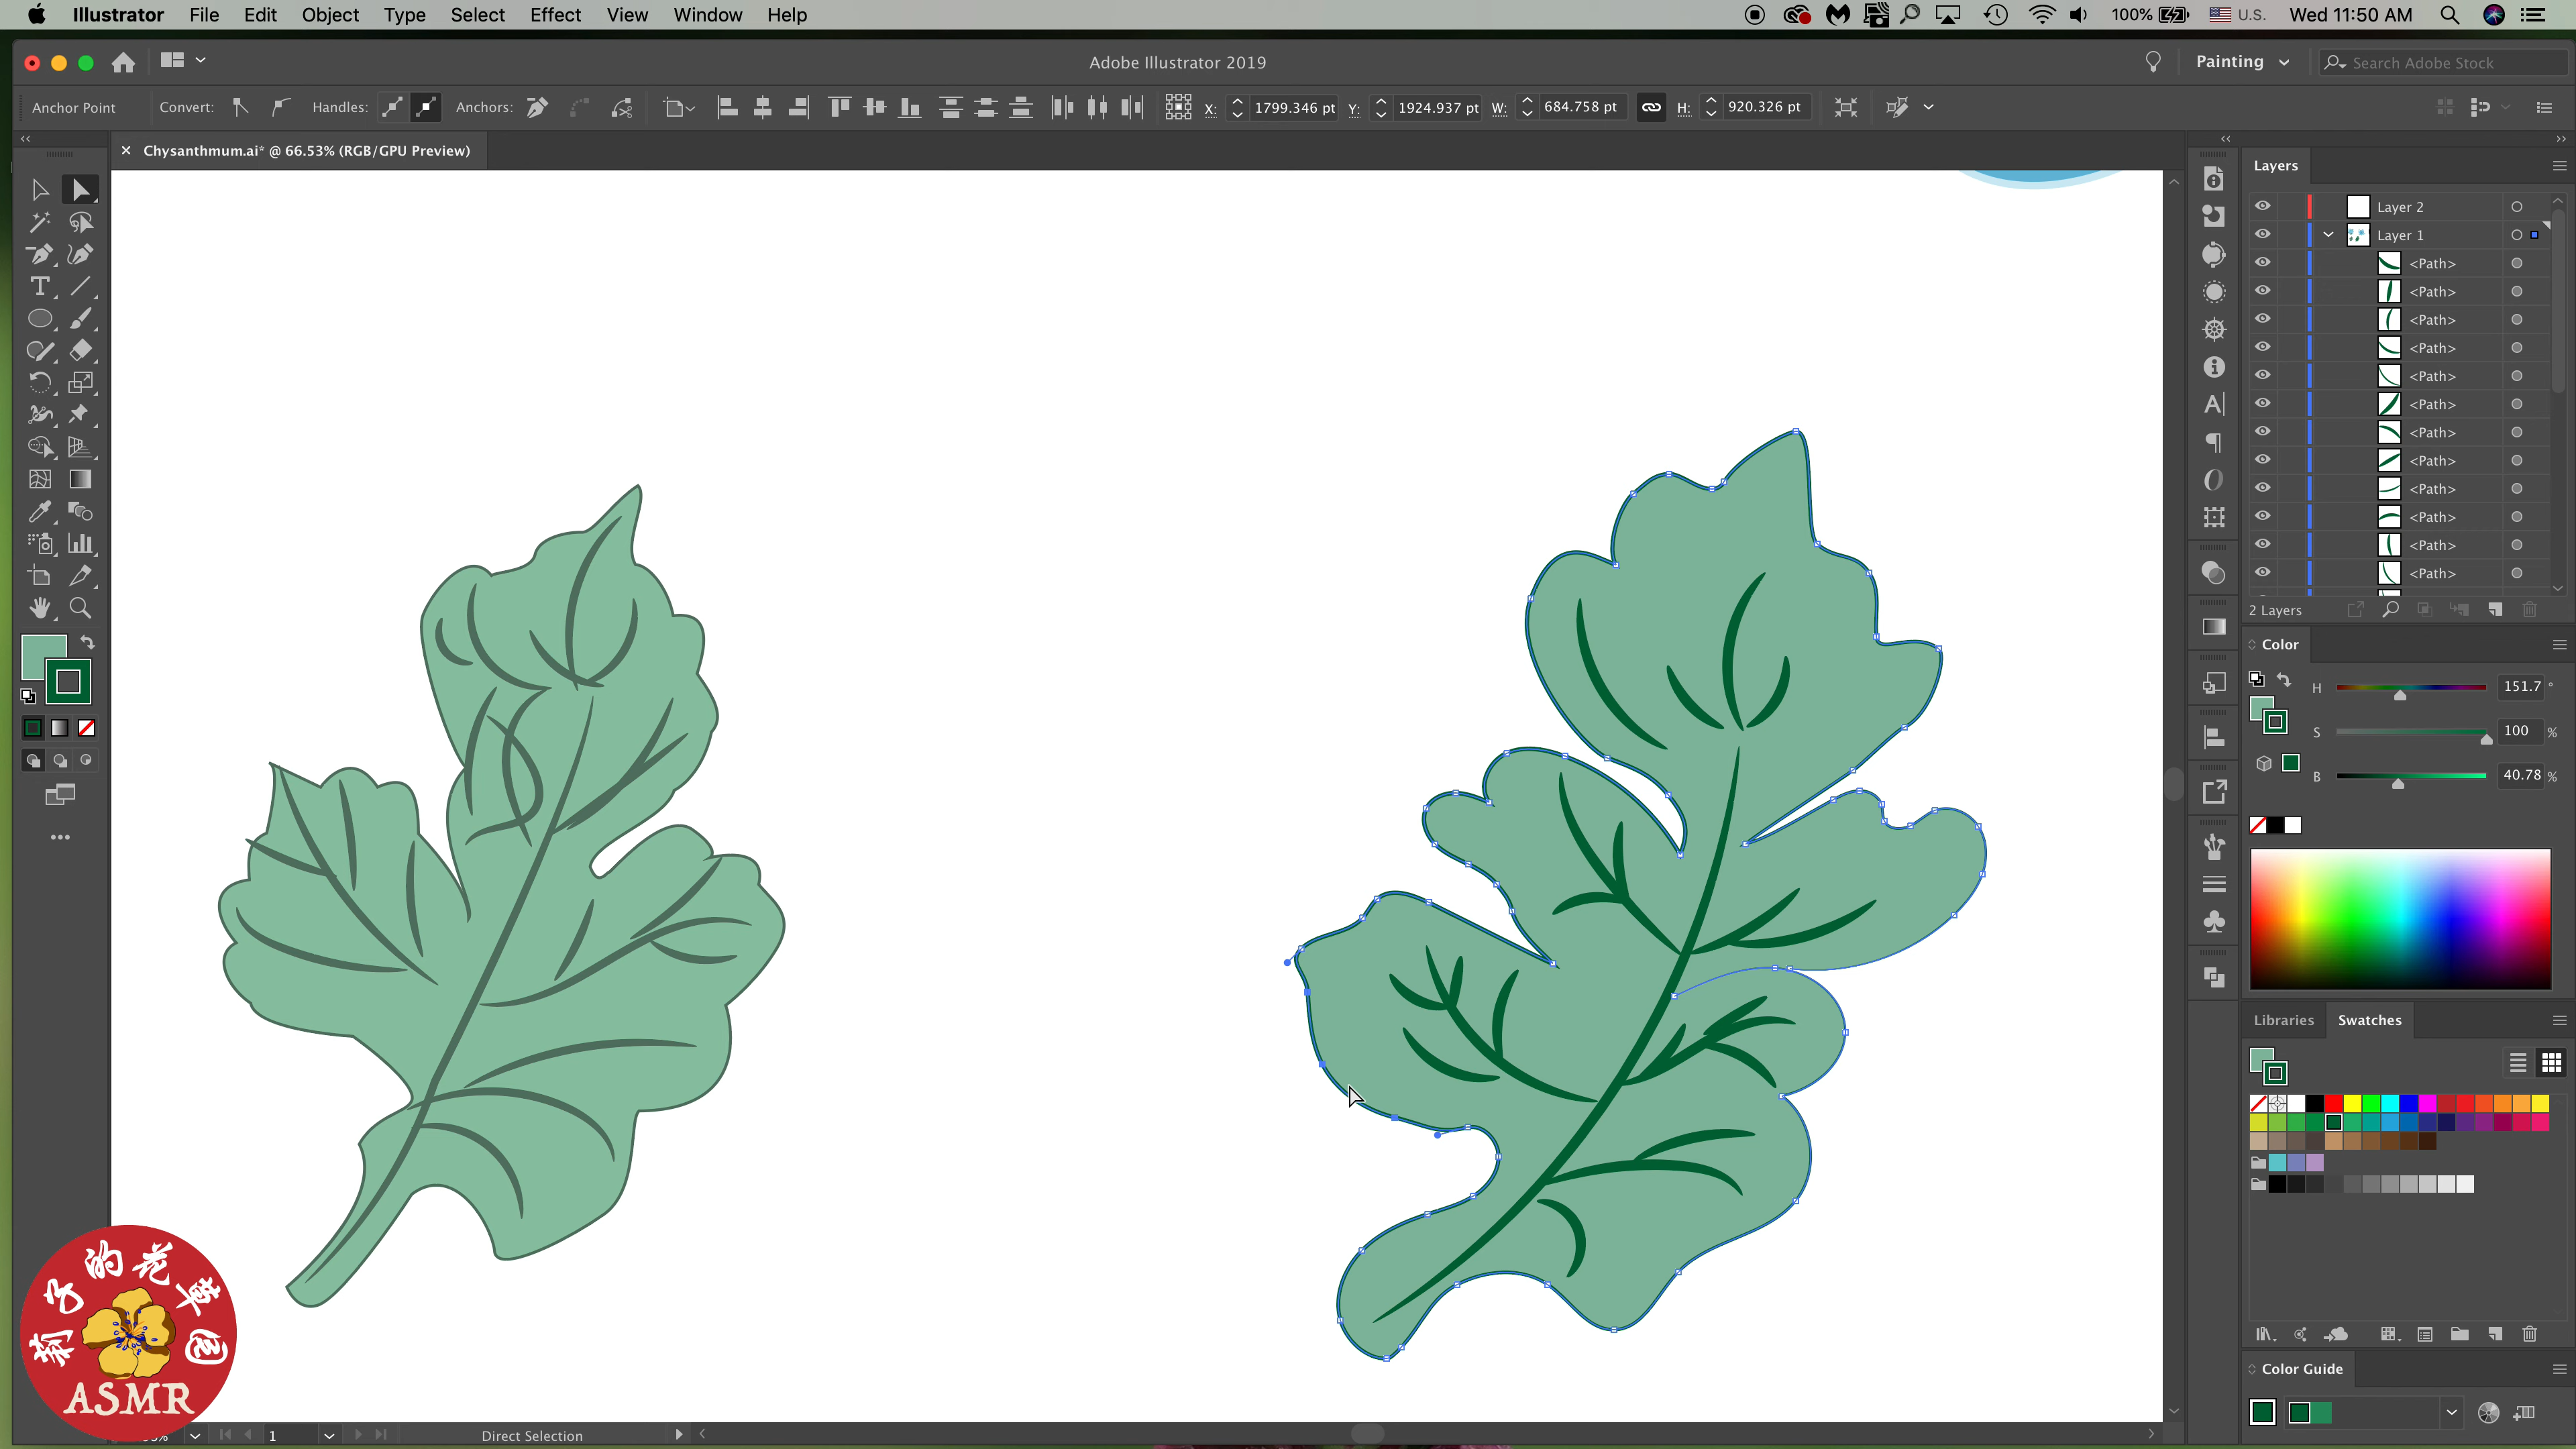 Illustrator File Edit Object Type Select Effect View Window Help 100% U.S. Wed 11:50 AM
Adobe Illustrator 2019 Painting Search Adobe Stock
Anchor Point Convert: Handles: Anchors: X: 1799.346 pt Y: 1924.937 pt W: 684.758 pt H: 920.326 pt
Chysanthmum.ai* @ 66.53% (RGB/GPU Preview)
Layers
Layer 2
Layer 1
<Path>
<Path>
<Path>
<Path>
<Path>
<Path>
<Path>
<Path>
<Path>
<Path>
<Path>
<Path>
2 Layers
Color
H 151.7 °
S 100 %
B 40.78 %
Libraries Swatches
Color Guide
的花草
ASMR
1 Direct Selection